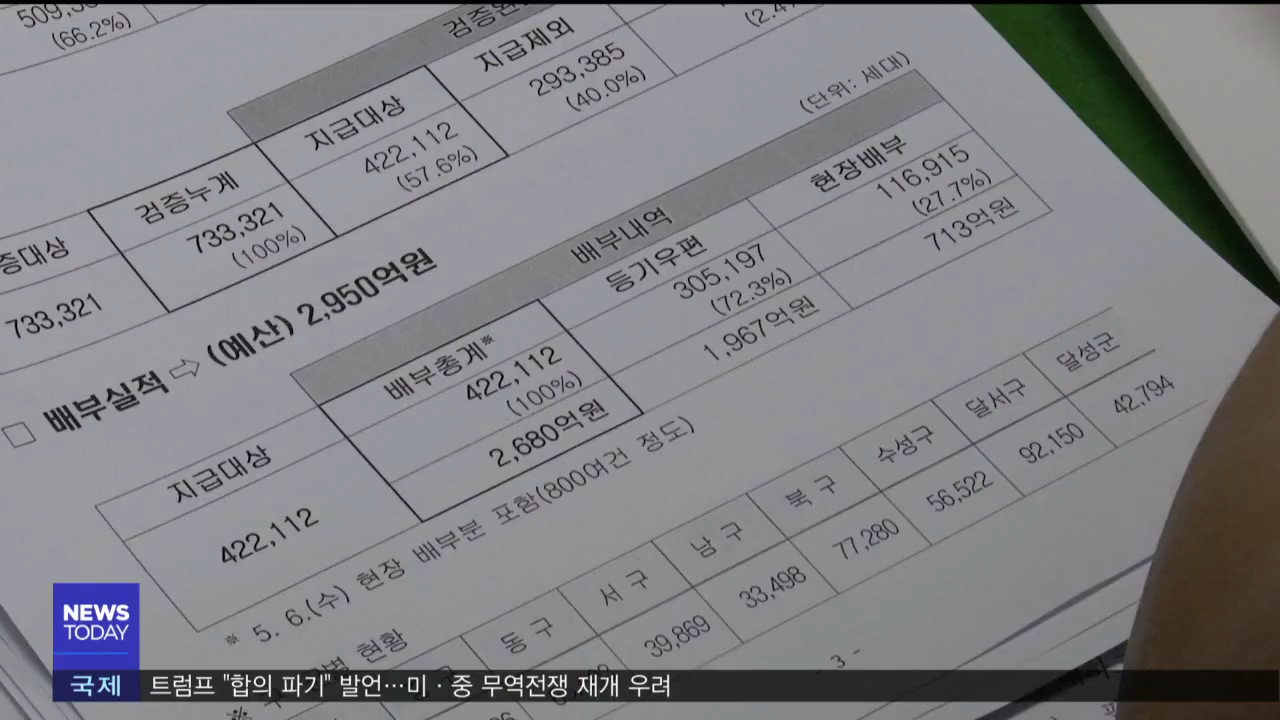 (66.2%)
지급제외
293,385
(40.0%)
지급대상
422,112
(57.6%)
검증누계
733,321
(100%)
733,321
□ 배부실적 ⇨ (예산) 2,950억원
(단위: 세대)
배부내역
현장배부
116,915
(27.7%)
713억원
등기우편
305,197
(72.3%)
1,967억원
배부총계※
422,112
(100%)
2,680억원
지급대상
422,112
※ 5. 6.(수) 현장 배부분 포함(800여건 정도)
현황
동 구 서 구 남 구 북 구 수성구 달서구 달성군
39,869 33,498 77,280 56,522 92,150 42,794
- 3 -
NEWS
TODAY
국제 트럼프 "합의 파기" 발언…미·중 무역전쟁 재개 우려